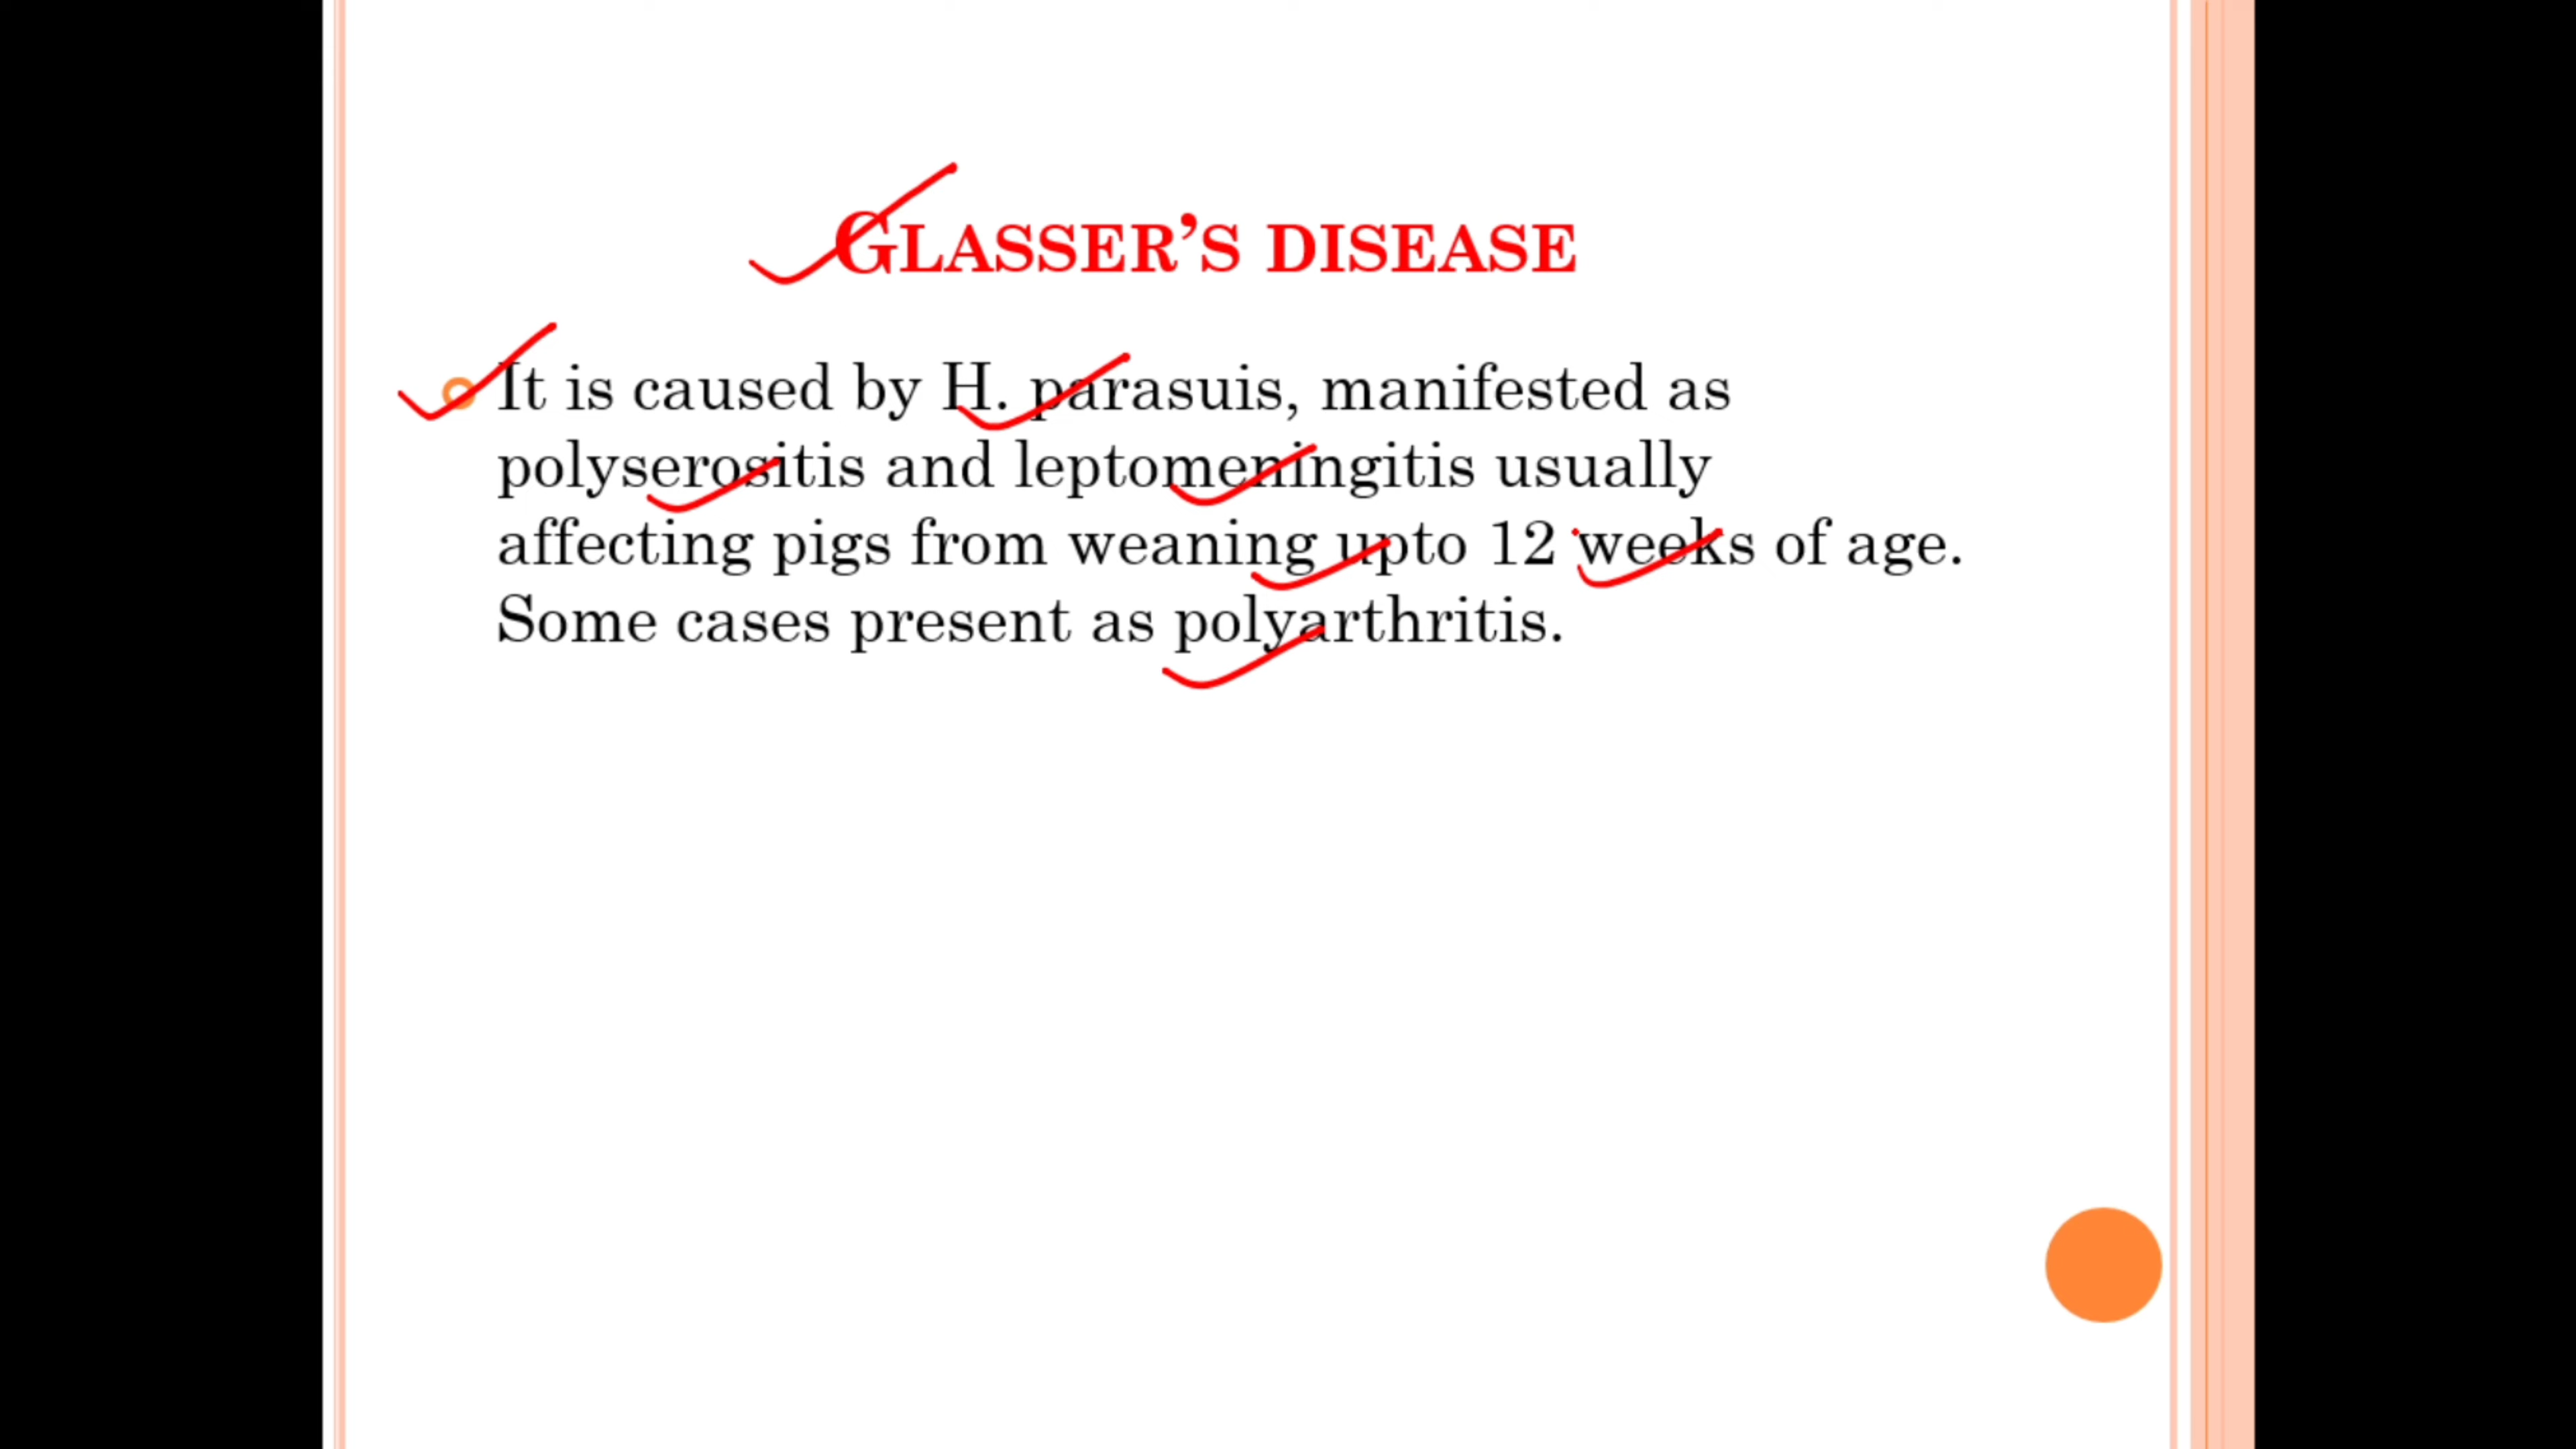 GLASSER'S DISEASE
It is caused by H. parasuis, manifested as
polyserositis and leptomeningitis usually
affecting pigs from weaning upto 12 weeks of age.
Some cases present as polyarthritis.